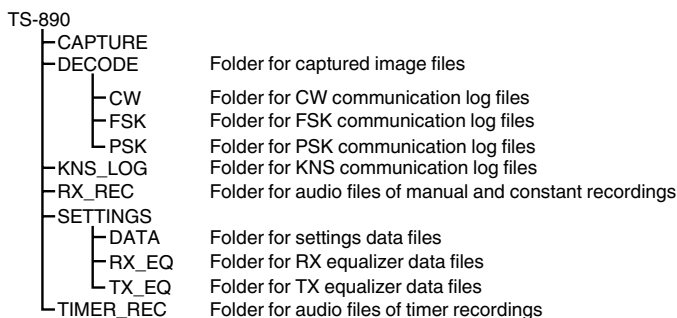 TS-890
CAPTURE
DECODE Folder for captured image files
CW Folder for CW communication log files
FSK Folder for FSK communication log files
PSK Folder for PSK communication log files
KNS_LOG Folder for KNS communication log files
RX_REC Folder for audio files of manual and constant recordings
SETTINGS
DATA Folder for settings data files
RX_EQ Folder for RX equalizer data files
TX_EQ Folder for TX equalizer data files
TIMER_REC Folder for audio files of timer recordings